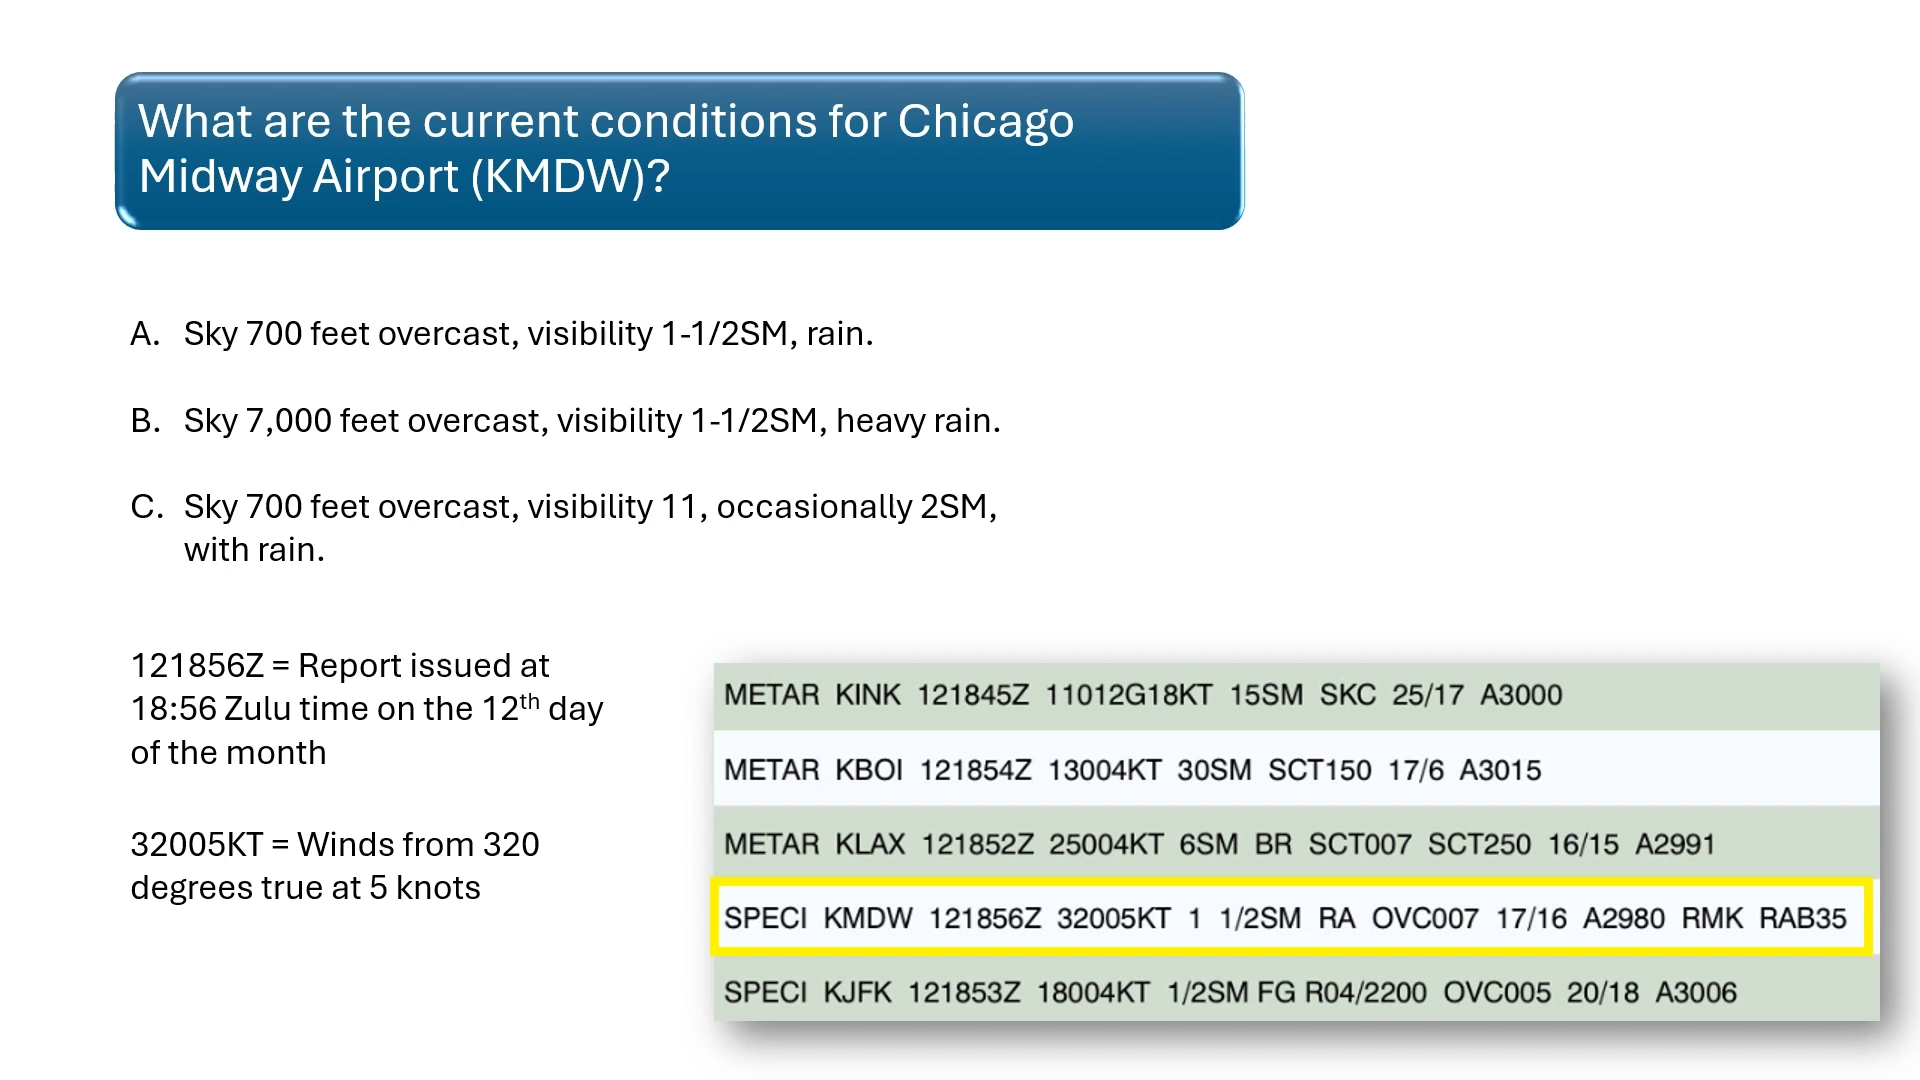 What are the current conditions for Chicago
Midway Airport (KMDW)?
A. Sky 700 feet overcast, visibility 1-1/2SM, rain.
B. Sky 7,000 feet overcast, visibility 1-1/2SM, heavy rain.
C. Sky 700 feet overcast, visibility 11, occasionally 2SM,
with rain.
121856Z = Report issued at
18:56 Zulu time on the 12th day
of the month
32005KT = Winds from 320
degrees true at 5 knots
METAR KINK 121845Z 11012G18KT 15SM SKC 25/17 A3000
METAR KBOI 121854Z 13004KT 30SM SCT150 17/6 A3015
METAR KLAX 121852Z 25004KT 6SM BR SCT007 SCT250 16/15 A2991
SPECI KMDW 121856Z 32005KT 1 1/2SM RA OVC007 17/16 A2980 RMK RAB35
SPECI KJFK 121853Z 18004KT 1/2SM FG R04/2200 OVC005 20/18 A3006